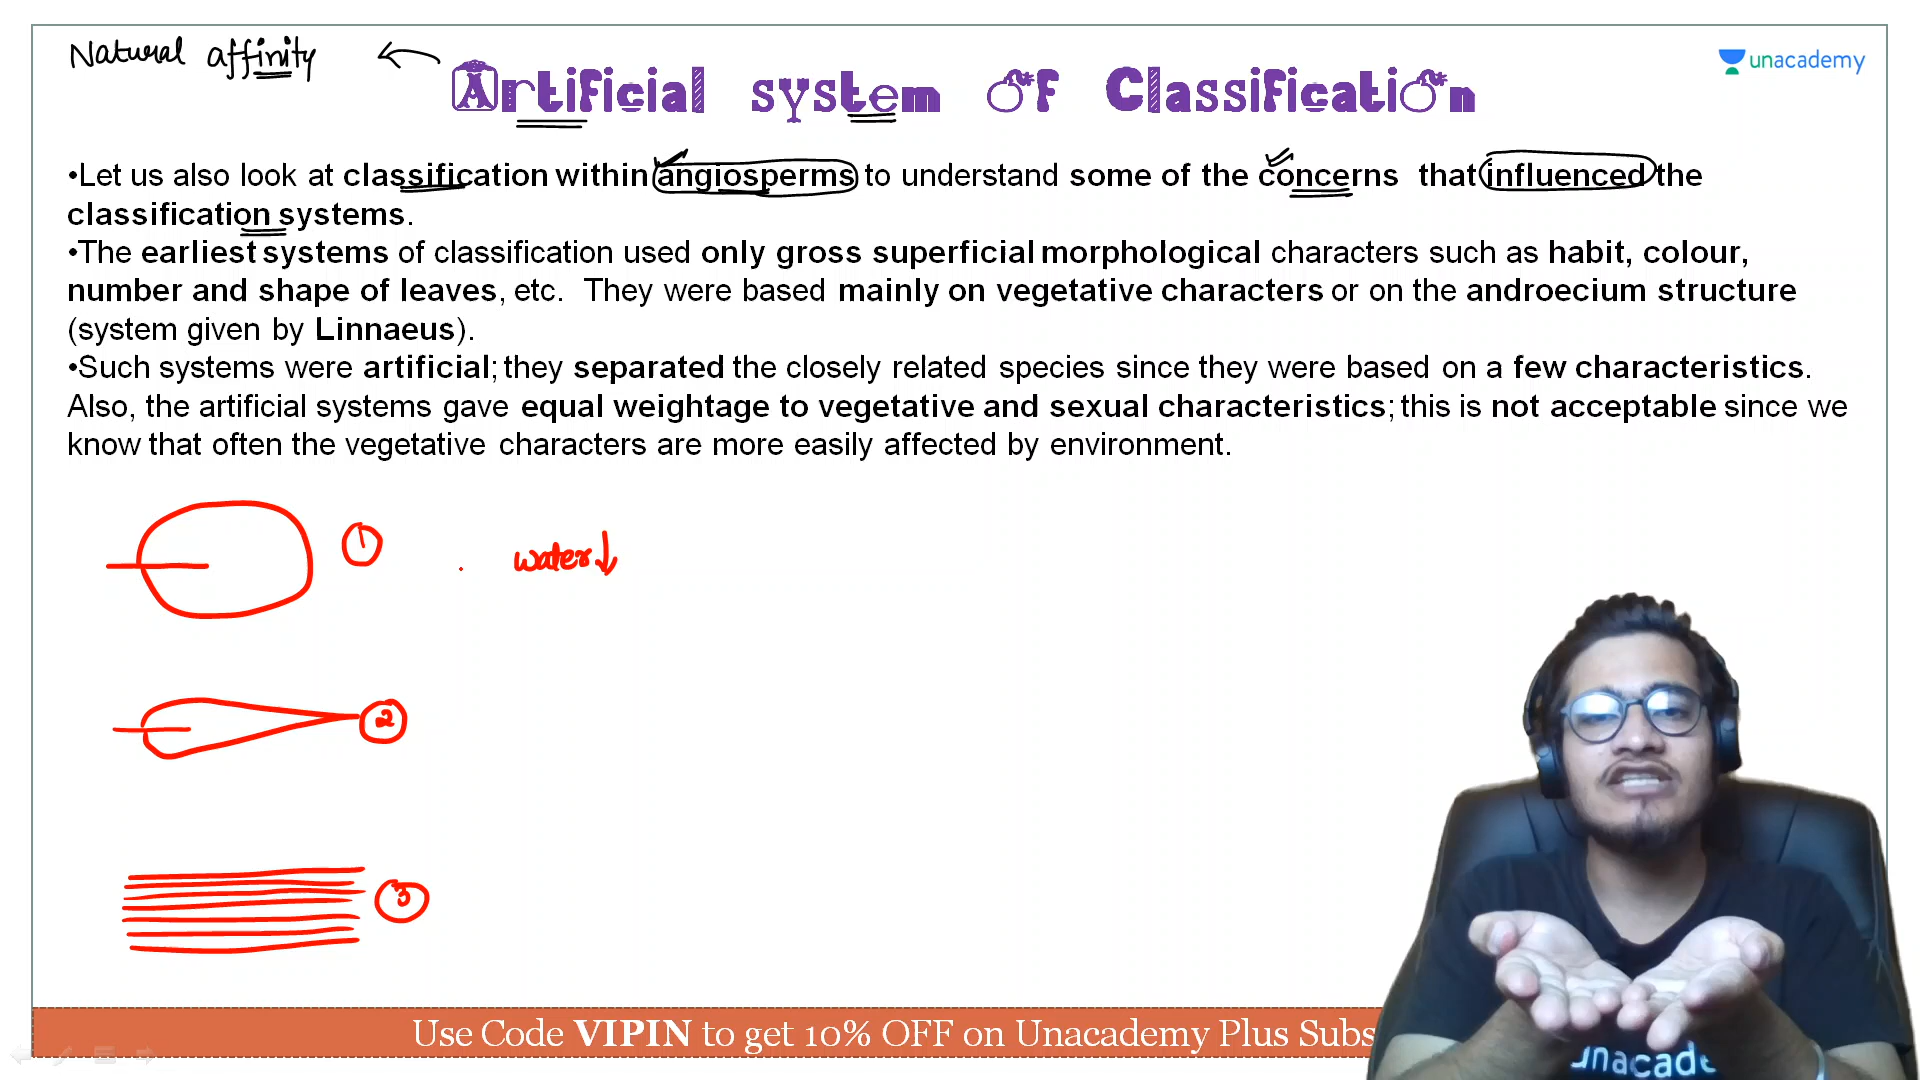 Natural affinity
Artificial system of Classification
unacademy
•Let us also look at classification within angiosperms to understand some of the concerns that influenced the
classification systems.
•The earliest systems of classification used only gross superficial morphological characters such as habit, colour,
number and shape of leaves, etc. They were based mainly on vegetative characters or on the androecium structure
(system given by Linnaeus).
•Such systems were artificial; they separated the closely related species since they were based on a few characteristics.
Also, the artificial systems gave equal weightage to vegetative and sexual characteristics; this is not acceptable since we
know that often the vegetative characters are more easily affected by environment.
1
water↓
2
3
Use Code VIPIN to get 10% OFF on Unacademy Plus Subs
unacade